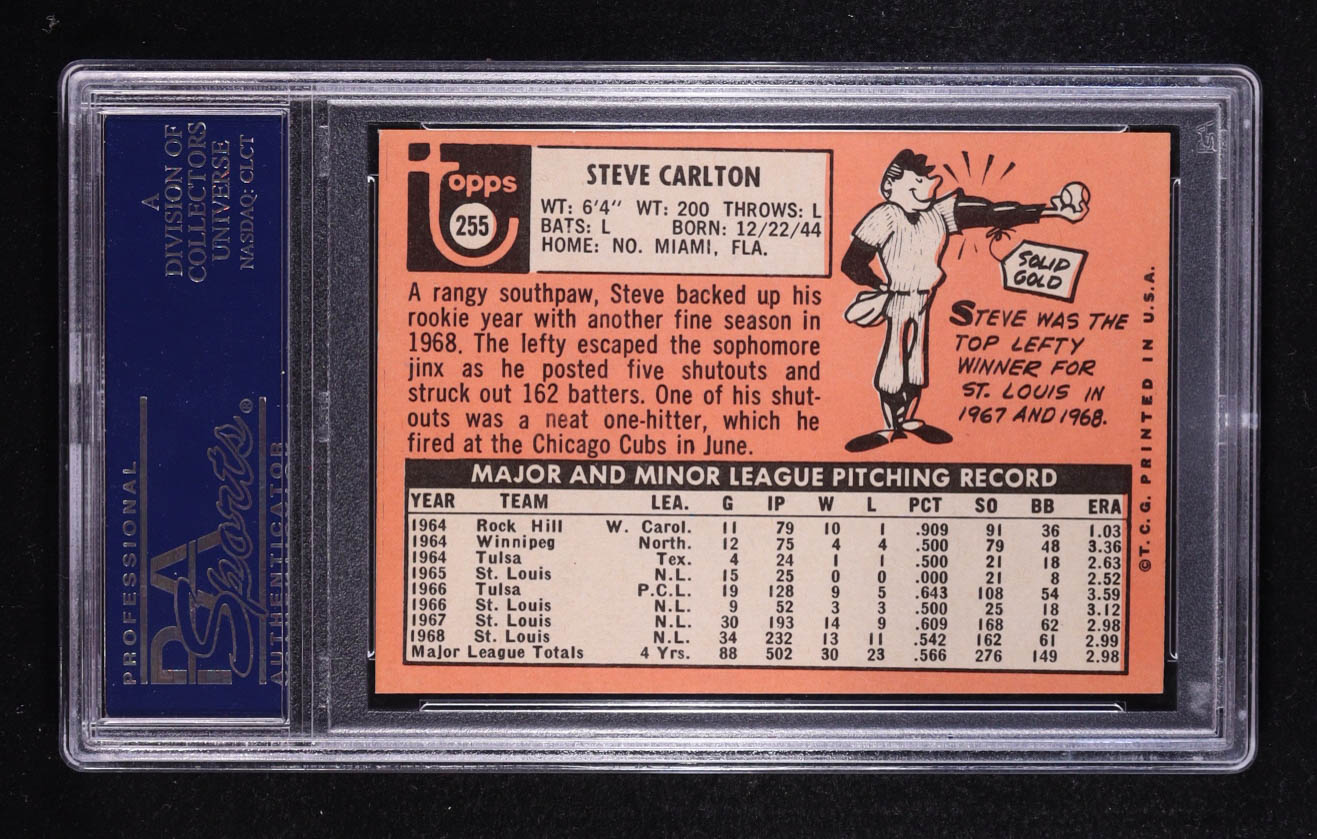 A
DIVISION OF
COLLECTORS
UNIVERSE
NASDAQ: CLCT
PROFESSIONAL
PSA
Sports®
AUTHENTICATOR
topps
255
STEVE CARLTON
WT: 6'4" WT: 200 THROWS: L
BATS: L BORN: 12/22/44
HOME: NO. MIAMI, FLA.
A rangy southpaw, Steve backed up his
rookie year with another fine season in
1968. The lefty escaped the sophomore
jinx as he posted five shutouts and
struck out 162 batters. One of his shut-
outs was a neat one-hitter, which he
fired at the Chicago Cubs in June.
SOLID
GOLD
STEVE WAS THE
TOP LEFTY
WINNER FOR
ST. LOUIS IN
1967 AND 1968.
MAJOR AND MINOR LEAGUE PITCHING RECORD
YEAR TEAM LEA. G IP W L PCT SO BB ERA
1964 Rock Hill W. Carol. 11 79 10 1 .909 91 36 1.03
1964 Winnipeg North. 12 75 4 4 .500 79 48 3.36
1964 Tulsa Tex. 4 24 1 1 .500 21 18 2.63
1965 St. Louis N.L. 15 25 0 0 .000 21 8 2.52
1966 Tulsa P.C.L. 19 128 9 5 .643 108 54 3.59
1966 St. Louis N.L. 9 52 3 3 .500 25 18 3.12
1967 St. Louis N.L. 30 193 14 9 .609 168 62 2.98
1968 St. Louis N.L. 34 232 13 11 .542 162 61 2.99
Major League Totals 4 Yrs. 88 502 30 23 .566 276 149 2.98
©T.C.G. PRINTED IN U.S.A.